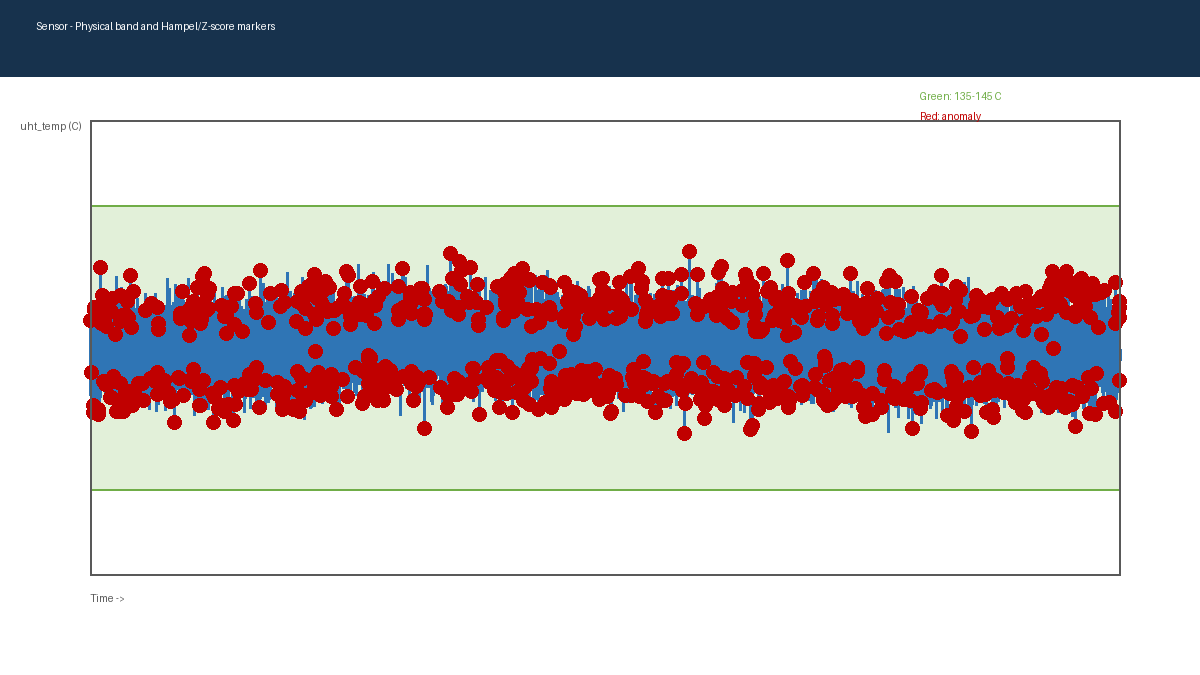 Sensor - Physical band and Hampel/Z-score markers
Green: 135-145 C
Red: anomaly
uht_temp (C)
Time ->